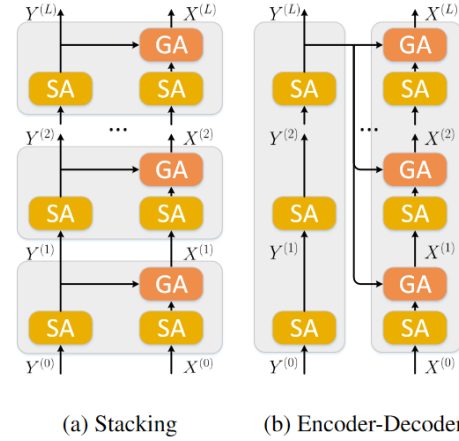 Y^(L) X^(L) Y^(L) X^(L)
GA GA
SA SA SA SA
... ...
Y^(2) X^(2) Y^(2) X^(2)
GA GA
SA SA SA SA
Y^(1) X^(1) Y^(1) X^(1)
GA GA
SA SA SA SA
Y^(0) X^(0) Y^(0) X^(0)
(a) Stacking (b) Encoder-Decoder